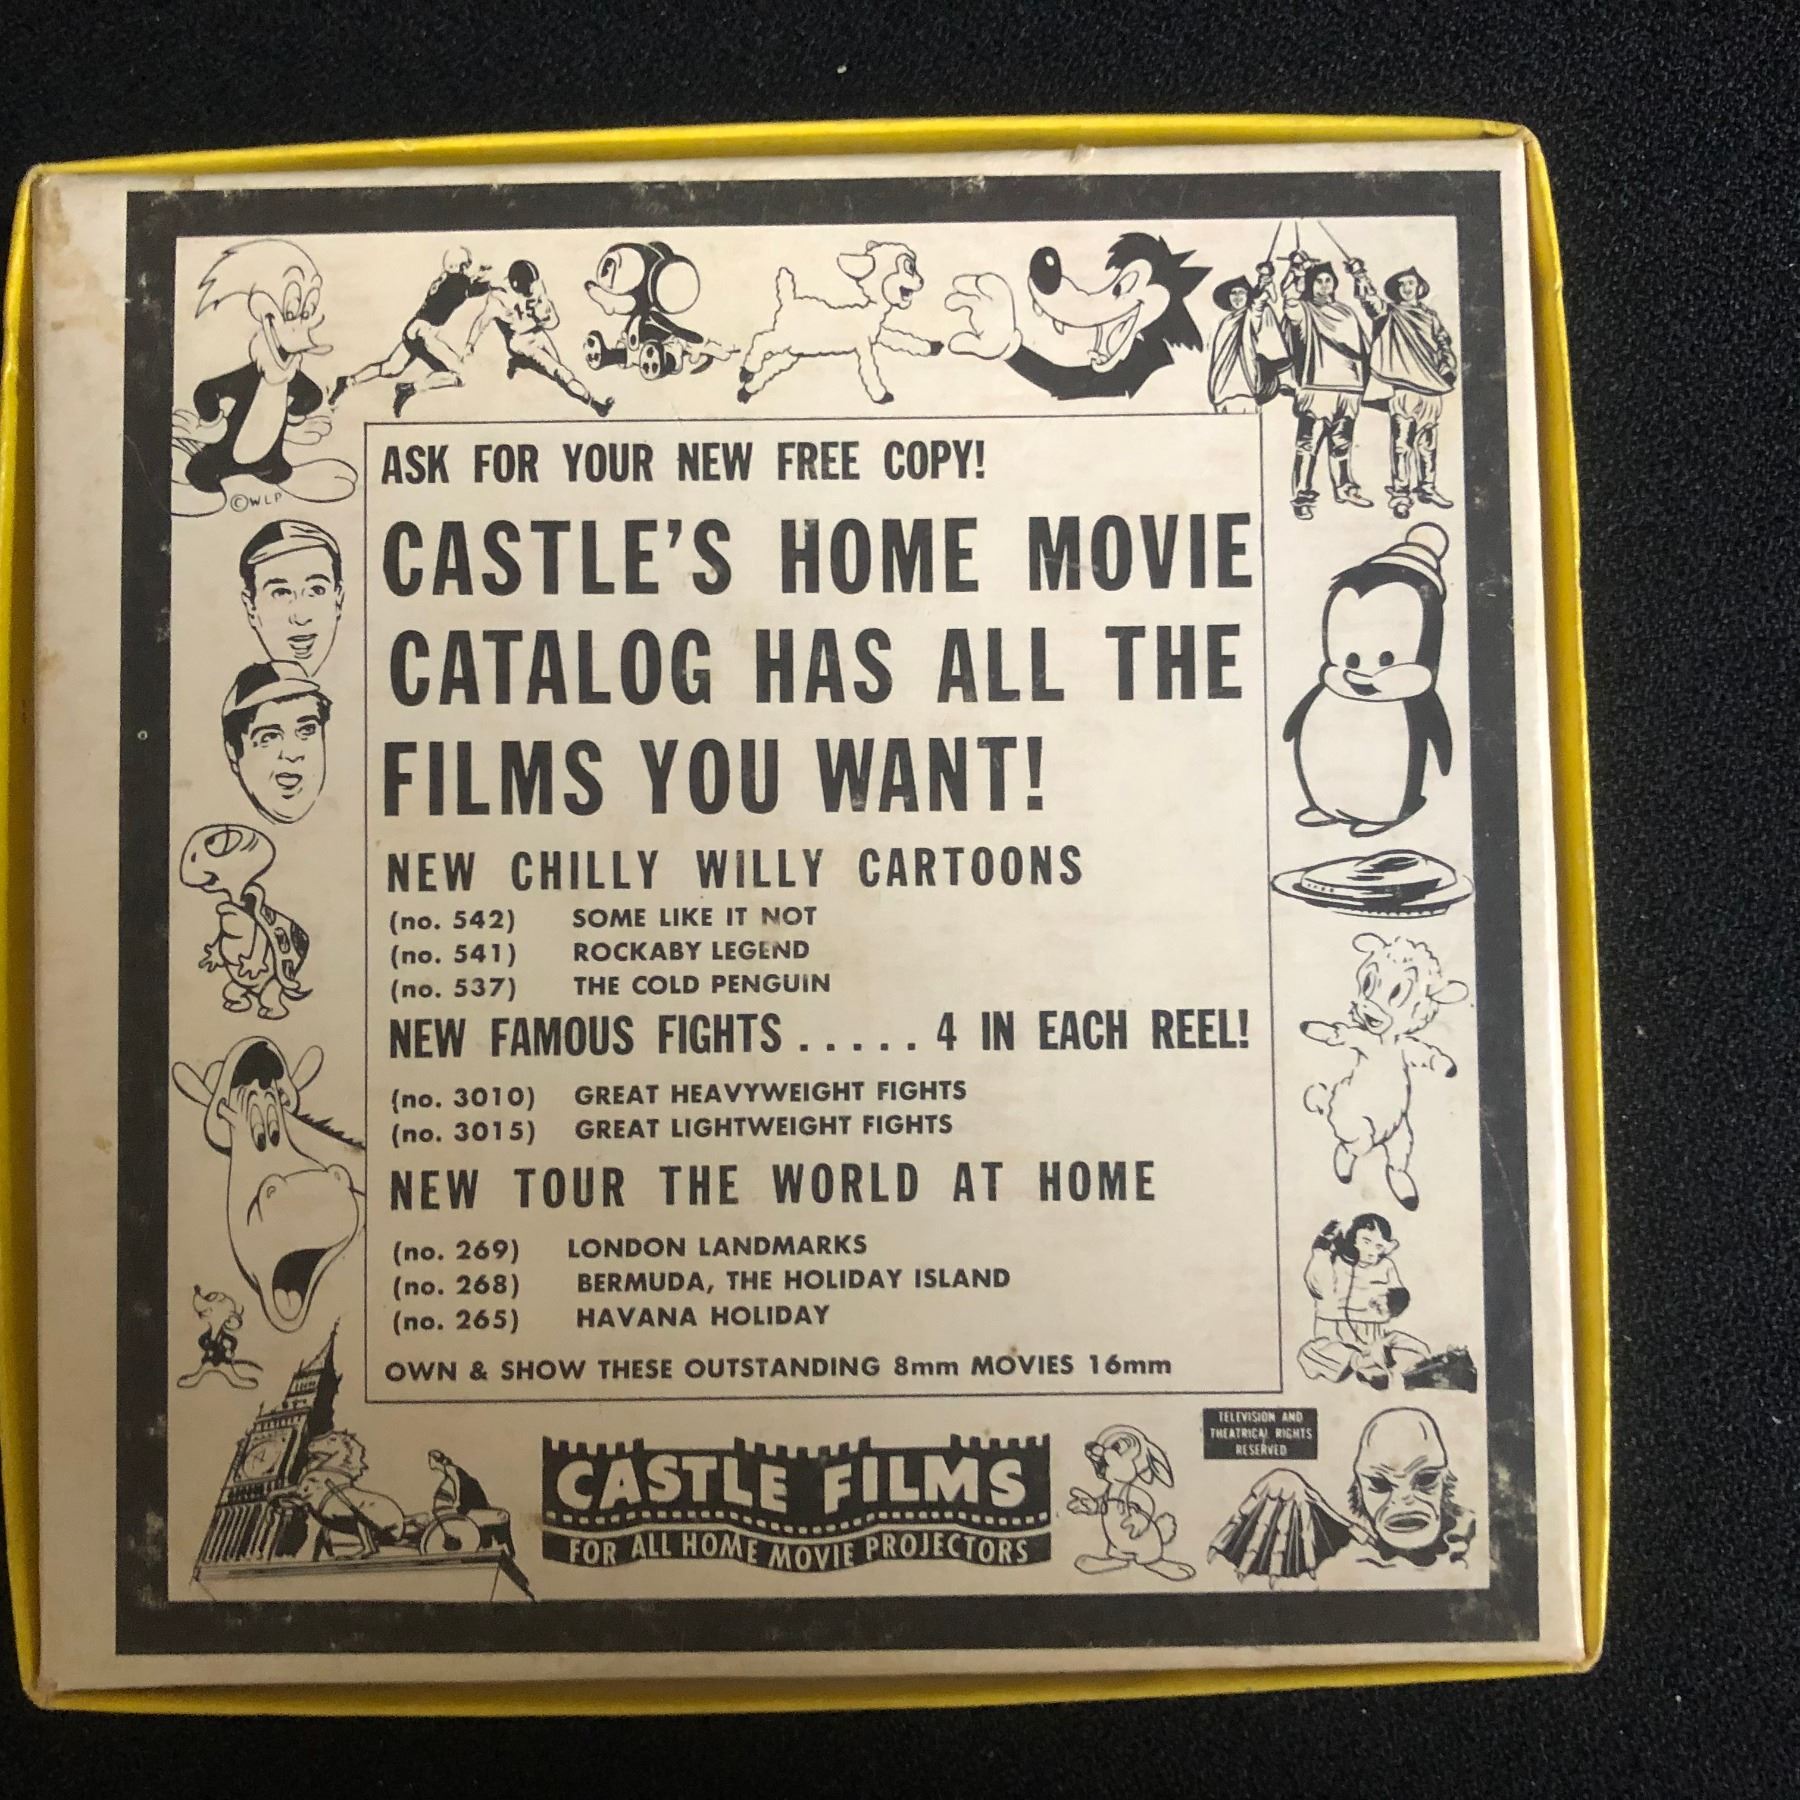 ©WLP
ASK FOR YOUR NEW FREE COPY!
CASTLE'S HOME MOVIE
CATALOG HAS ALL THE
FILMS YOU WANT!
NEW CHILLY WILLY CARTOONS
(no. 542) SOME LIKE IT NOT
(no. 541) ROCKABY LEGEND
(no. 537) THE COLD PENGUIN
NEW FAMOUS FIGHTS ..... 4 IN EACH REEL!
(no. 3010) GREAT HEAVYWEIGHT FIGHTS
(no. 3015) GREAT LIGHTWEIGHT FIGHTS
NEW TOUR THE WORLD AT HOME
(no. 269) LONDON LANDMARKS
(no. 268) BERMUDA, THE HOLIDAY ISLAND
(no. 265) HAVANA HOLIDAY
OWN & SHOW THESE OUTSTANDING 8mm MOVIES 16mm
CASTLE FILMS
FOR ALL HOME MOVIE PROJECTORS
TELEVISION AND
THEATRICAL RIGHTS
RESERVED
15